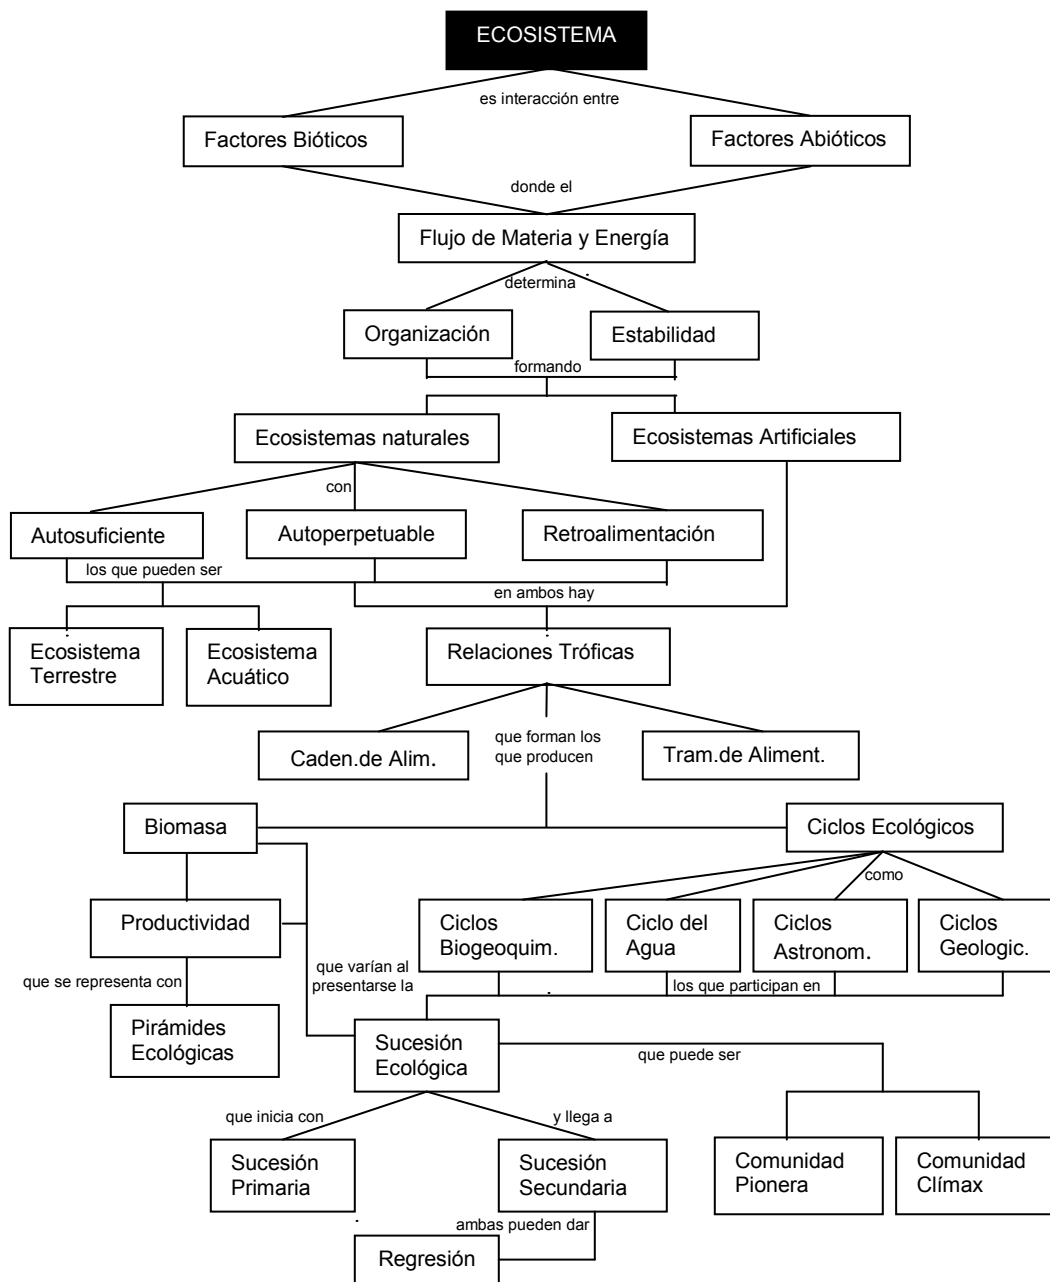 ECOSISTEMA
es interacción entre
Factores Bióticos
Factores Abióticos
donde el
Flujo de Materia y Energía
determina
Organización
Estabilidad
formando
Ecosistemas naturales
Ecosistemas Artificiales
con
Autosuficiente
Autoperpetuable
Retroalimentación
los que pueden ser
en ambos hay
Ecosistema
Terrestre
Ecosistema
Acuático
Relaciones Tróficas
Caden.de Alim.
que forman los
que producen
Tram.de Aliment.
Biomasa
Ciclos Ecológicos
como
Productividad
Ciclos
Biogeoquim.
Ciclo del
Agua
Ciclos
Astronom.
Ciclos
Geologic.
que se representa con
que varían al
presentarse la
los que participan en
Pirámides
Ecológicas
Sucesión
Ecológica
que puede ser
que inicia con
y llega a
Sucesión
Primaria
Sucesión
Secundaria
Comunidad
Pionera
Comunidad
Clímax
ambas pueden dar
Regresión